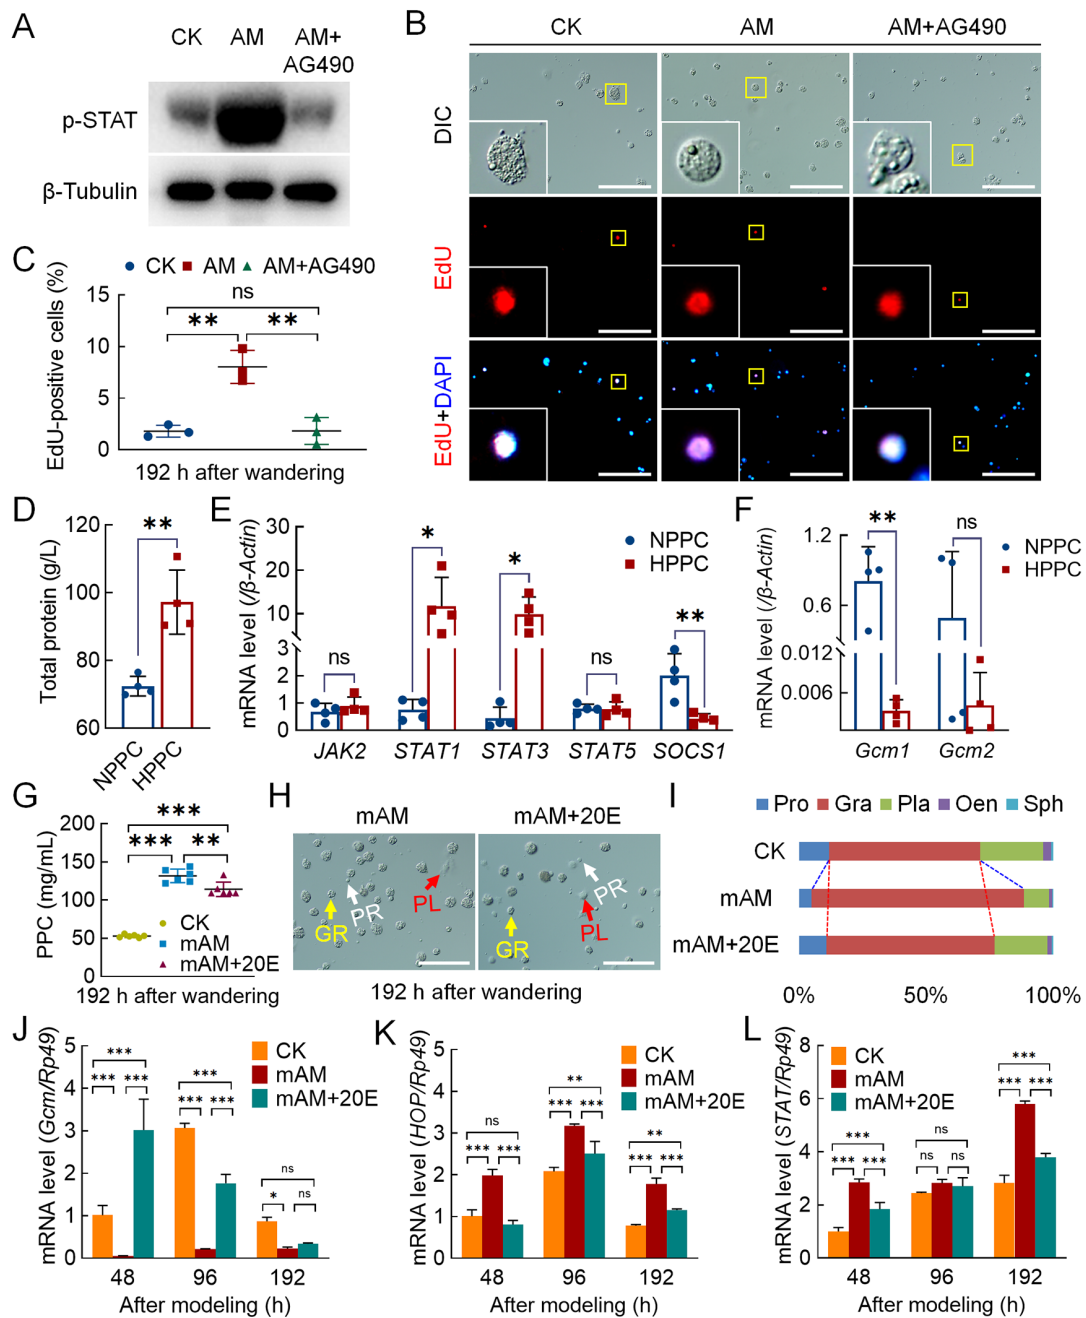 A
CK AM AM+
AG490
p-STAT
β-Tubulin
B
CK AM AM+AG490
DIC
EdU
EdU+DAPI
C
CK AM AM+AG490
EdU-positive cells (%)
15
10
5
0
ns
** **
192 h after wandering
D
Total protein (g/L)
120
100
80
60
**
NPPC HPPC
E
mRNA level (/β-Actin)
30
20
10
2
1
0
NPPC
HPPC
ns * * ns **
JAK2 STAT1 STAT3 STAT5 SOCS1
F
mRNA level (/β-Actin)
1.2
0.6
0.012
0.006
** ns
NPPC
HPPC
Gcm1 Gcm2
G
PPC (mg/mL)
200
150
100
50
0
***
*** **
CK
mAM
mAM+20E
192 h after wandering
H
mAM mAM+20E
GR PR PL
GR PL PR
192 h after wandering
I
Pro Gra Pla Oen Sph
CK
mAM
mAM+20E
0% 50% 100%
J
mRNA level (Gcm/Rp49)
5
4
3
2
1
0
CK
mAM
mAM+20E
***
*** ***
***
*** ***
ns
* ns
48 96 192
After modeling (h)
K
mRNA level (HOP/Rp49)
5
4
3
2
1
0
CK
mAM
mAM+20E
ns
*** ***
**
*** ***
**
*** ***
48 96 192
After modeling (h)
L
mRNA level (STAT/Rp49)
8
6
4
2
0
CK
mAM
mAM+20E
***
*** ***
ns
ns ns
***
*** ***
48 96 192
After modeling (h)